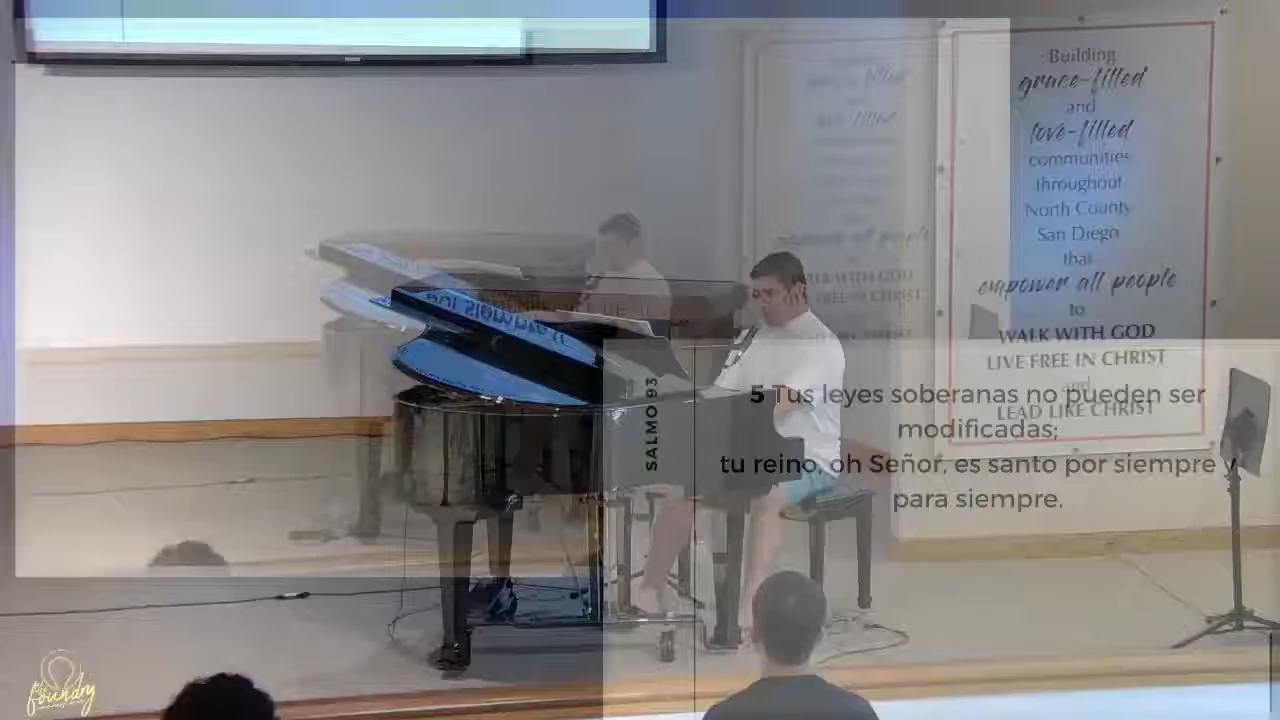 Building
grace-filled
and
love-filled
communities
throughout
North County
San Diego
that
empower all people
to
WALK WITH GOD
LIVE FREE IN CHRIST
and
LEAD LIKE CHRIST
SALMO 93
5 Tus leyes soberanas no pueden ser
modificadas;
tu reino, oh Señor, es santo por siempre y
para siempre.
foundry